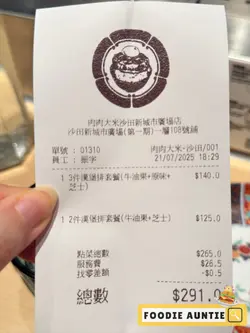 肉肉大米沙田新城市廣場店
沙田新城市廣場(第一期)一層108號舖
單號 : 01310 肉肉大米-沙田/001
員工 : 細字 21/07/2025 18:29
1 3件漢堡排套餐(牛油果+原味+芝士) $140.0
1 2件漢堡排套餐(牛油果+芝士) $125.0
點菜總數 $265.0
服務費 $26.5
找零差額 -$0.5
總數 $291.0
FOODIE AUNTIE